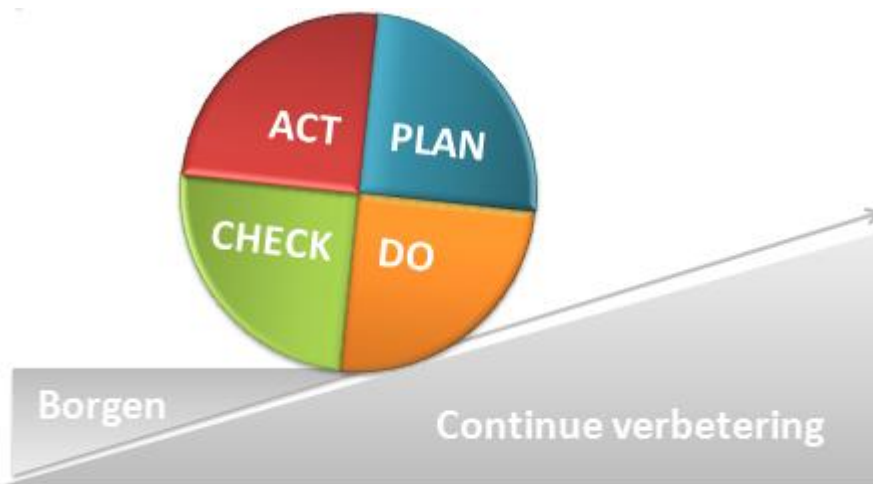 ACT
PLAN
CHECK
DO
Borgen
Continue verbetering